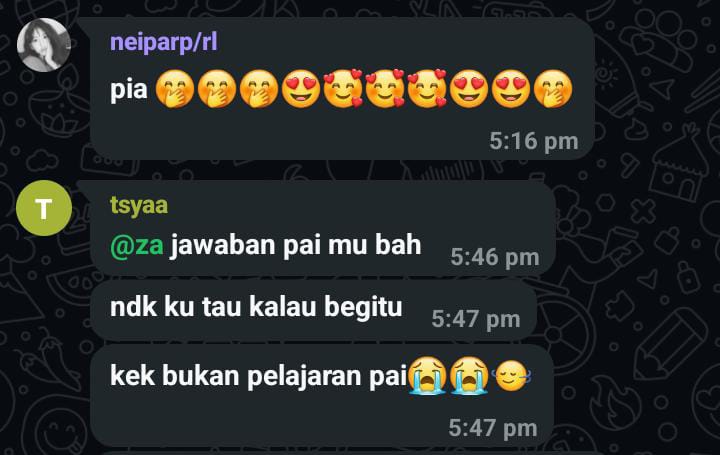 neiparp/rl
pia 🤭🤭🤭😍🥰🥰🥰😍😍🤭
5:16 pm
T
tsyaa
@za jawaban pai mu bah 5:46 pm
ndk ku tau kalau begitu 5:47 pm
kek bukan pelajaran pai😭😭😮‍💨
5:47 pm